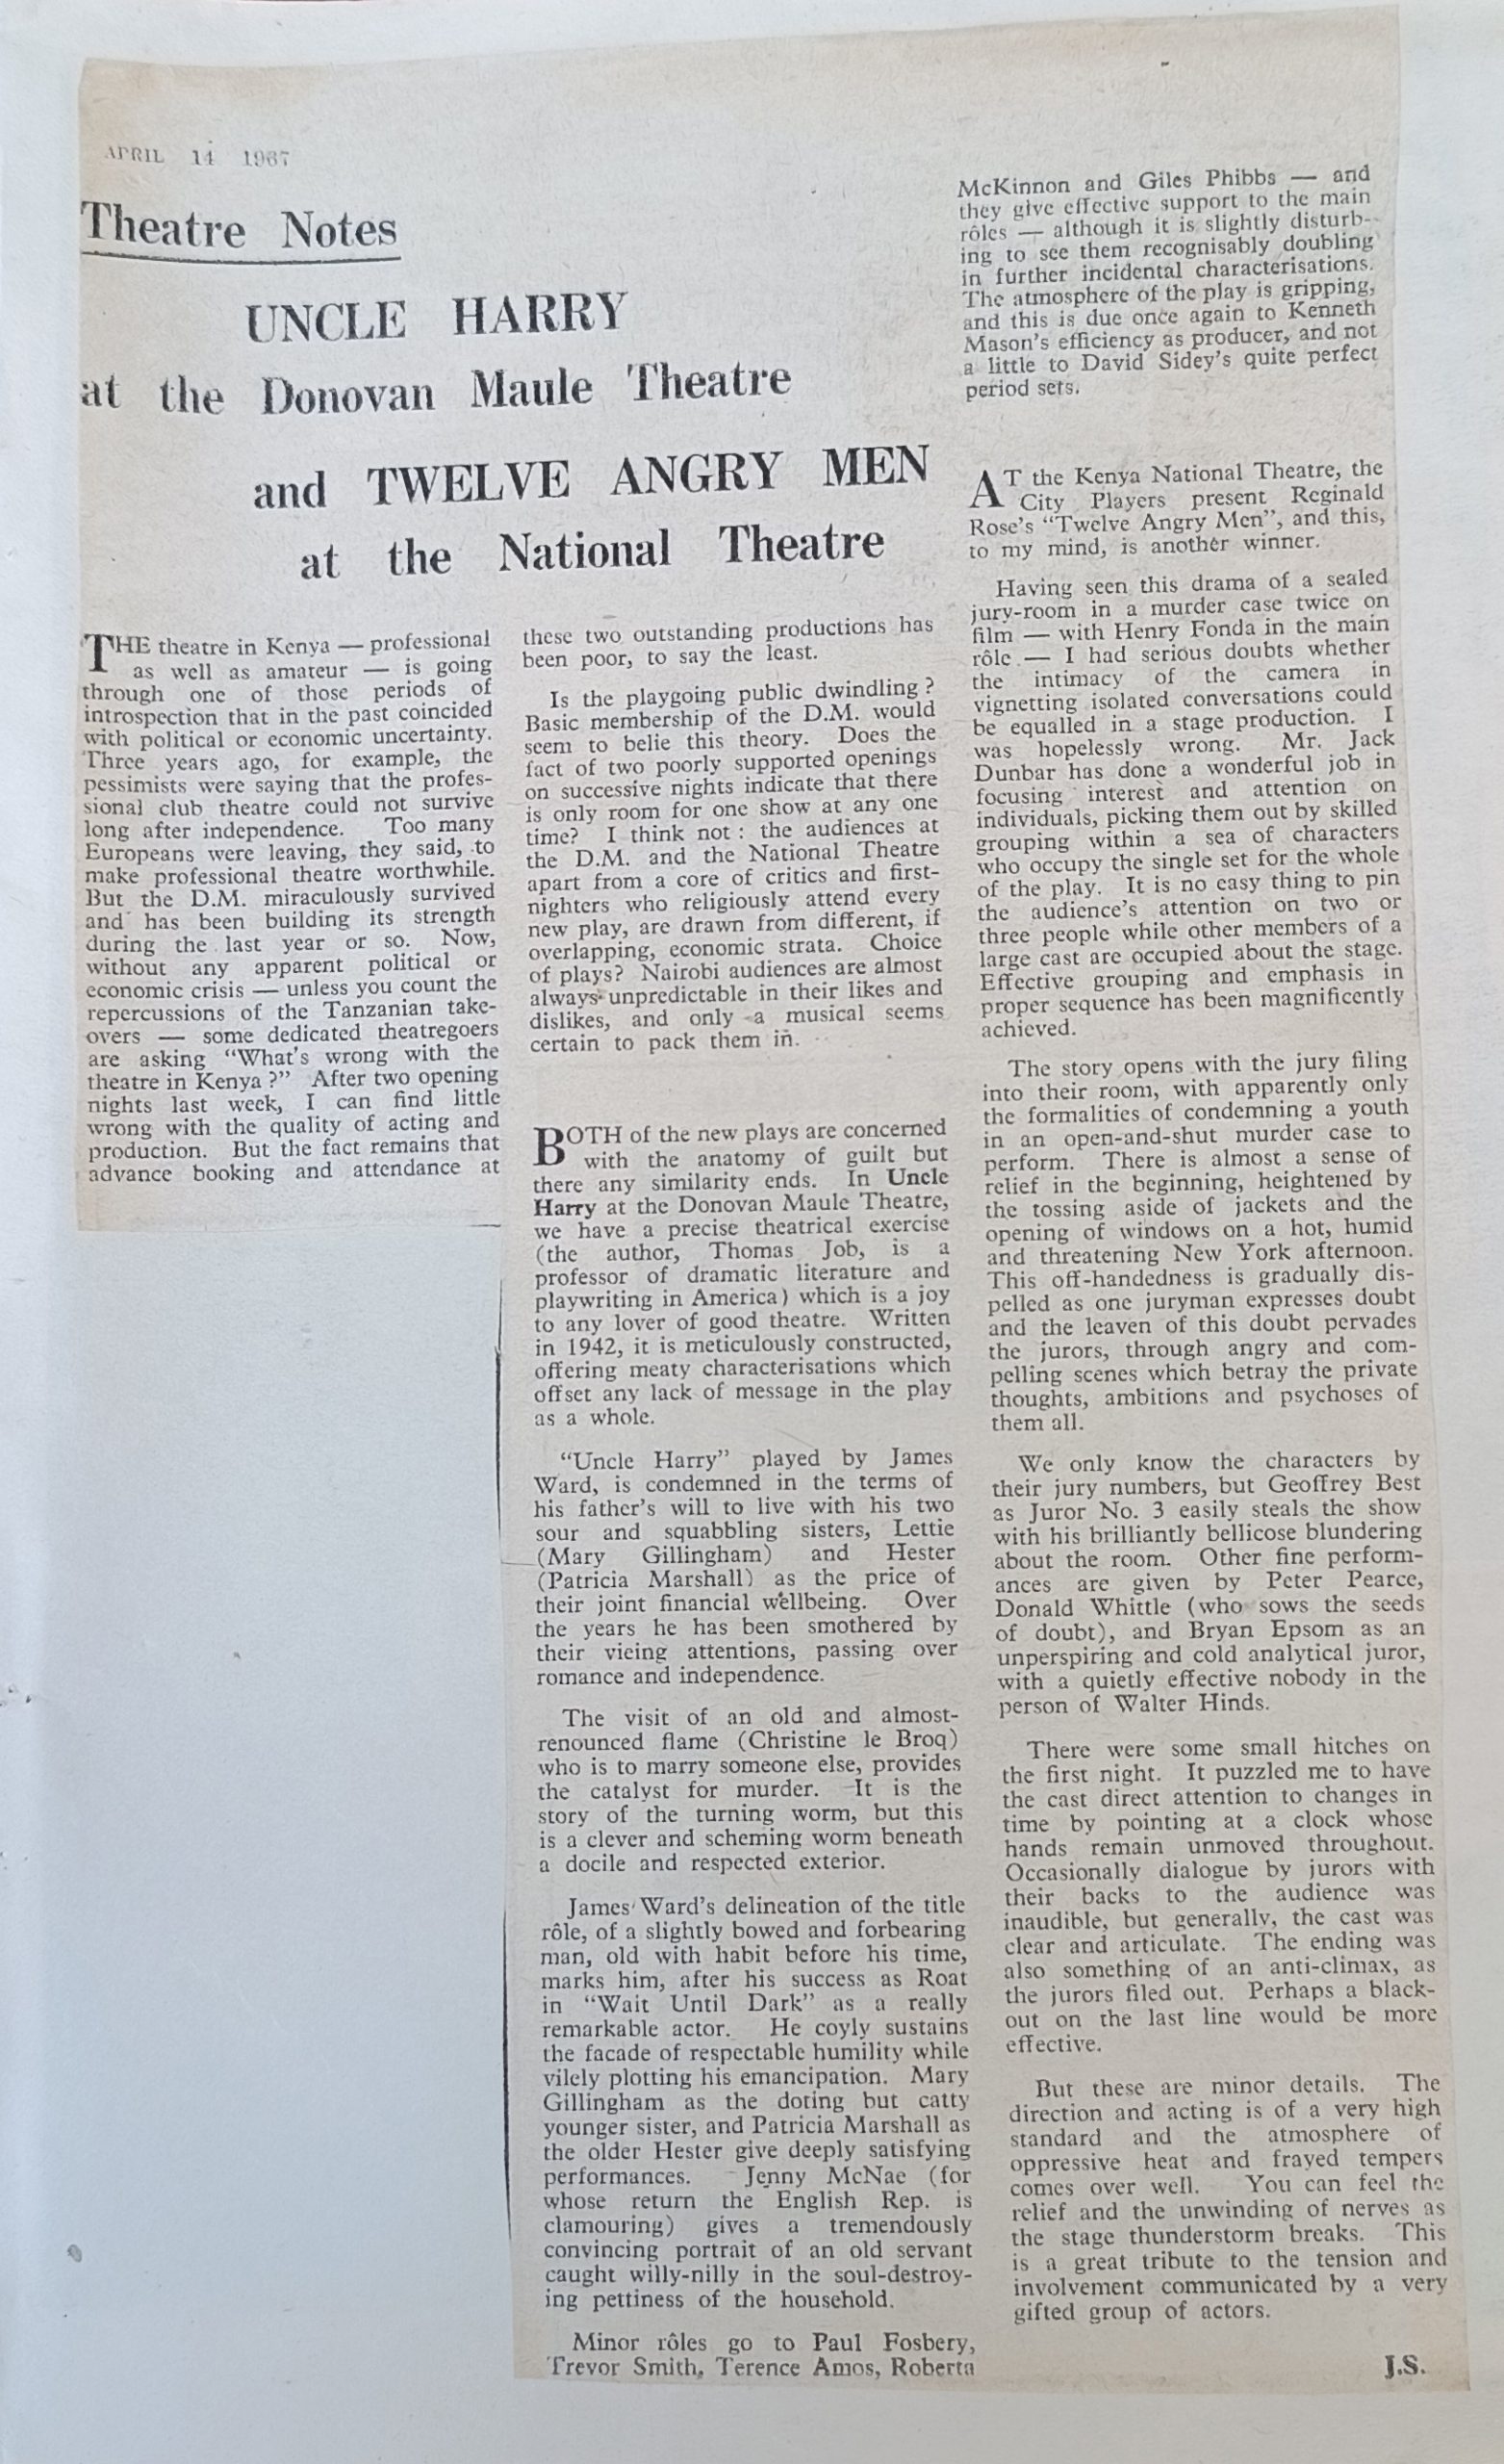 APRIL 14 1967
Theatre Notes
UNCLE HARRY
at the Donovan Maule Theatre
and TWELVE ANGRY MEN
at the National Theatre
THE theatre in Kenya — professional
as well as amateur — is going
through one of those periods of
introspection that in the past coincided
with political or economic uncertainty.
Three years ago, for example, the
pessimists were saying that the profes-
sional club theatre could not survive
long after independence. Too many
Europeans were leaving, they said, to
make professional theatre worthwhile.
But the D.M. miraculously survived
and has been building its strength
during the last year or so. Now,
without any apparent political or
economic crisis — unless you count the
repercussions of the Tanzanian take-
overs — some dedicated theatregoers
are asking "What's wrong with the
theatre in Kenya ?" After two opening
nights last week, I can find little
wrong with the quality of acting and
production. But the fact remains that
advance booking and attendance at
these two outstanding productions has
been poor, to say the least.
Is the playgoing public dwindling ?
Basic membership of the D.M. would
seem to belie this theory. Does the
fact of two poorly supported openings
on successive nights indicate that there
is only room for one show at any one
time? I think not : the audiences at
the D.M. and the National Theatre
apart from a core of critics and first-
nighters who religiously attend every
new play, are drawn from different, if
overlapping, economic strata. Choice
of plays? Nairobi audiences are almost
always unpredictable in their likes and
dislikes, and only a musical seems
certain to pack them in.
BOTH of the new plays are concerned
with the anatomy of guilt but
there any similarity ends. In Uncle
Harry at the Donovan Maule Theatre,
we have a precise theatrical exercise
(the author, Thomas Job, is a
professor of dramatic literature and
playwriting in America) which is a joy
to any lover of good theatre. Written
in 1942, it is meticulously constructed,
offering meaty characterisations which
offset any lack of message in the play
as a whole.
"Uncle Harry" played by James
Ward, is condemned in the terms of
his father's will to live with his two
sour and squabbling sisters, Lettie
(Mary Gillingham) and Hester
(Patricia Marshall) as the price of
their joint financial wellbeing. Over
the years he has been smothered by
their vieing attentions, passing over
romance and independence.
The visit of an old and almost-
renounced flame (Christine le Broq)
who is to marry someone else, provides
the catalyst for murder. It is the
story of the turning worm, but this
is a clever and scheming worm beneath
a docile and respected exterior.
James Ward's delineation of the title
rôle, of a slightly bowed and forbearing
man, old with habit before his time,
marks him, after his success as Roat
in "Wait Until Dark" as a really
remarkable actor. He coyly sustains
the facade of respectable humility while
vilely plotting his emancipation. Mary
Gillingham as the doting but catty
younger sister, and Patricia Marshall as
the older Hester give deeply satisfying
performances. Jenny McNae (for
whose return the English Rep. is
clamouring) gives a tremendously
convincing portrait of an old servant
caught willy-nilly in the soul-destroy-
ing pettiness of the household.
Minor rôles go to Paul Fosbery,
Trevor Smith, Terence Amos, Roberta
McKinnon and Giles Phibbs — and
they give effective support to the main
rôles — although it is slightly disturb-
ing to see them recognisably doubling
in further incidental characterisations.
The atmosphere of the play is gripping,
and this is due once again to Kenneth
Mason's efficiency as producer, and not
a little to David Sidey's quite perfect
period sets.
AT the Kenya National Theatre, the
City Players present Reginald
Rose's "Twelve Angry Men", and this,
to my mind, is another winner.
Having seen this drama of a sealed
jury-room in a murder case twice on
film — with Henry Fonda in the main
rôle — I had serious doubts whether
the intimacy of the camera in
vignetting isolated conversations could
be equalled in a stage production. I
was hopelessly wrong. Mr. Jack
Dunbar has done a wonderful job in
focusing interest and attention on
individuals, picking them out by skilled
grouping within a sea of characters
who occupy the single set for the whole
of the play. It is no easy thing to pin
the audience's attention on two or
three people while other members of a
large cast are occupied about the stage.
Effective grouping and emphasis in
proper sequence has been magnificently
achieved.
The story opens with the jury filing
into their room, with apparently only
the formalities of condemning a youth
in an open-and-shut murder case to
perform. There is almost a sense of
relief in the beginning, heightened by
the tossing aside of jackets and the
opening of windows on a hot, humid
and threatening New York afternoon.
This off-handedness is gradually dis-
pelled as one juryman expresses doubt
and the leaven of this doubt pervades
the jurors, through angry and com-
pelling scenes which betray the private
thoughts, ambitions and psychoses of
them all.
We only know the characters by
their jury numbers, but Geoffrey Best
as Juror No. 3 easily steals the show
with his brilliantly bellicose blundering
about the room. Other fine perform-
ances are given by Peter Pearce,
Donald Whittle (who sows the seeds
of doubt), and Bryan Epsom as an
unperspiring and cold analytical juror,
with a quietly effective nobody in the
person of Walter Hinds.
There were some small hitches on
the first night. It puzzled me to have
the cast direct attention to changes in
time by pointing at a clock whose
hands remain unmoved throughout.
Occasionally dialogue by jurors with
their backs to the audience was
inaudible, but generally, the cast was
clear and articulate. The ending was
also something of an anti-climax, as
the jurors filed out. Perhaps a black-
out on the last line would be more
effective.
But these are minor details. The
direction and acting is of a very high
standard and the atmosphere of
oppressive heat and frayed tempers
comes over well. You can feel the
relief and the unwinding of nerves as
the stage thunderstorm breaks. This
is a great tribute to the tension and
involvement communicated by a very
gifted group of actors.
J.S.